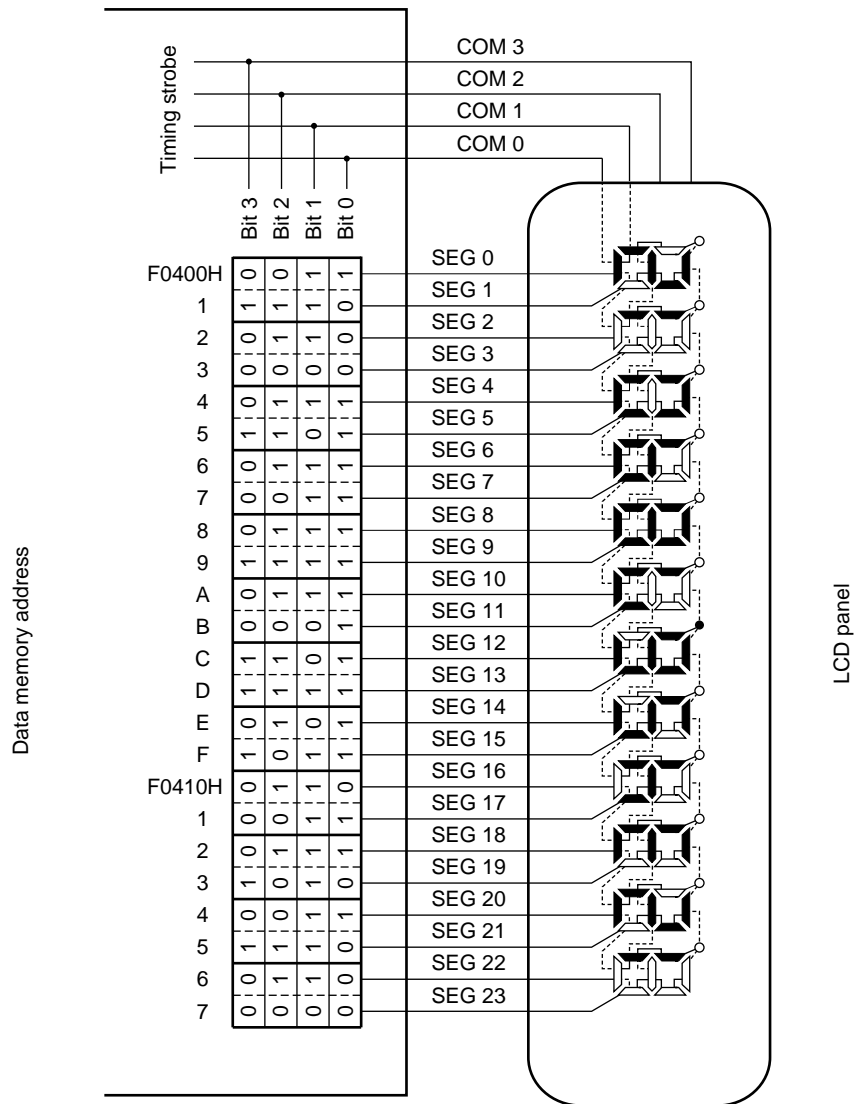 COM 3
COM 2
COM 1
COM 0
Timing strobe
Bit 3 Bit 2 Bit 1 Bit 0
F0400H 0 0 1 1 SEG 0
1 1 1 1 0 SEG 1
2 0 1 1 0 SEG 2
3 0 0 0 0 SEG 3
4 0 1 1 1 SEG 4
5 1 1 0 1 SEG 5
6 0 1 1 1 SEG 6
7 0 0 1 1 SEG 7
8 0 1 1 1 SEG 8
9 1 1 1 1 SEG 9
A 0 1 1 1 SEG 10
B 0 0 0 1 SEG 11
C 1 1 0 1 SEG 12
D 1 1 1 1 SEG 13
E 0 1 0 1 SEG 14
F 1 0 1 1 SEG 15
F0410H 0 1 1 0 SEG 16
1 0 0 1 1 SEG 17
2 0 1 1 1 SEG 18
3 1 0 1 0 SEG 19
4 0 0 1 1 SEG 20
5 1 1 1 0 SEG 21
6 0 1 1 0 SEG 22
7 0 0 0 0 SEG 23
Data memory address
LCD panel